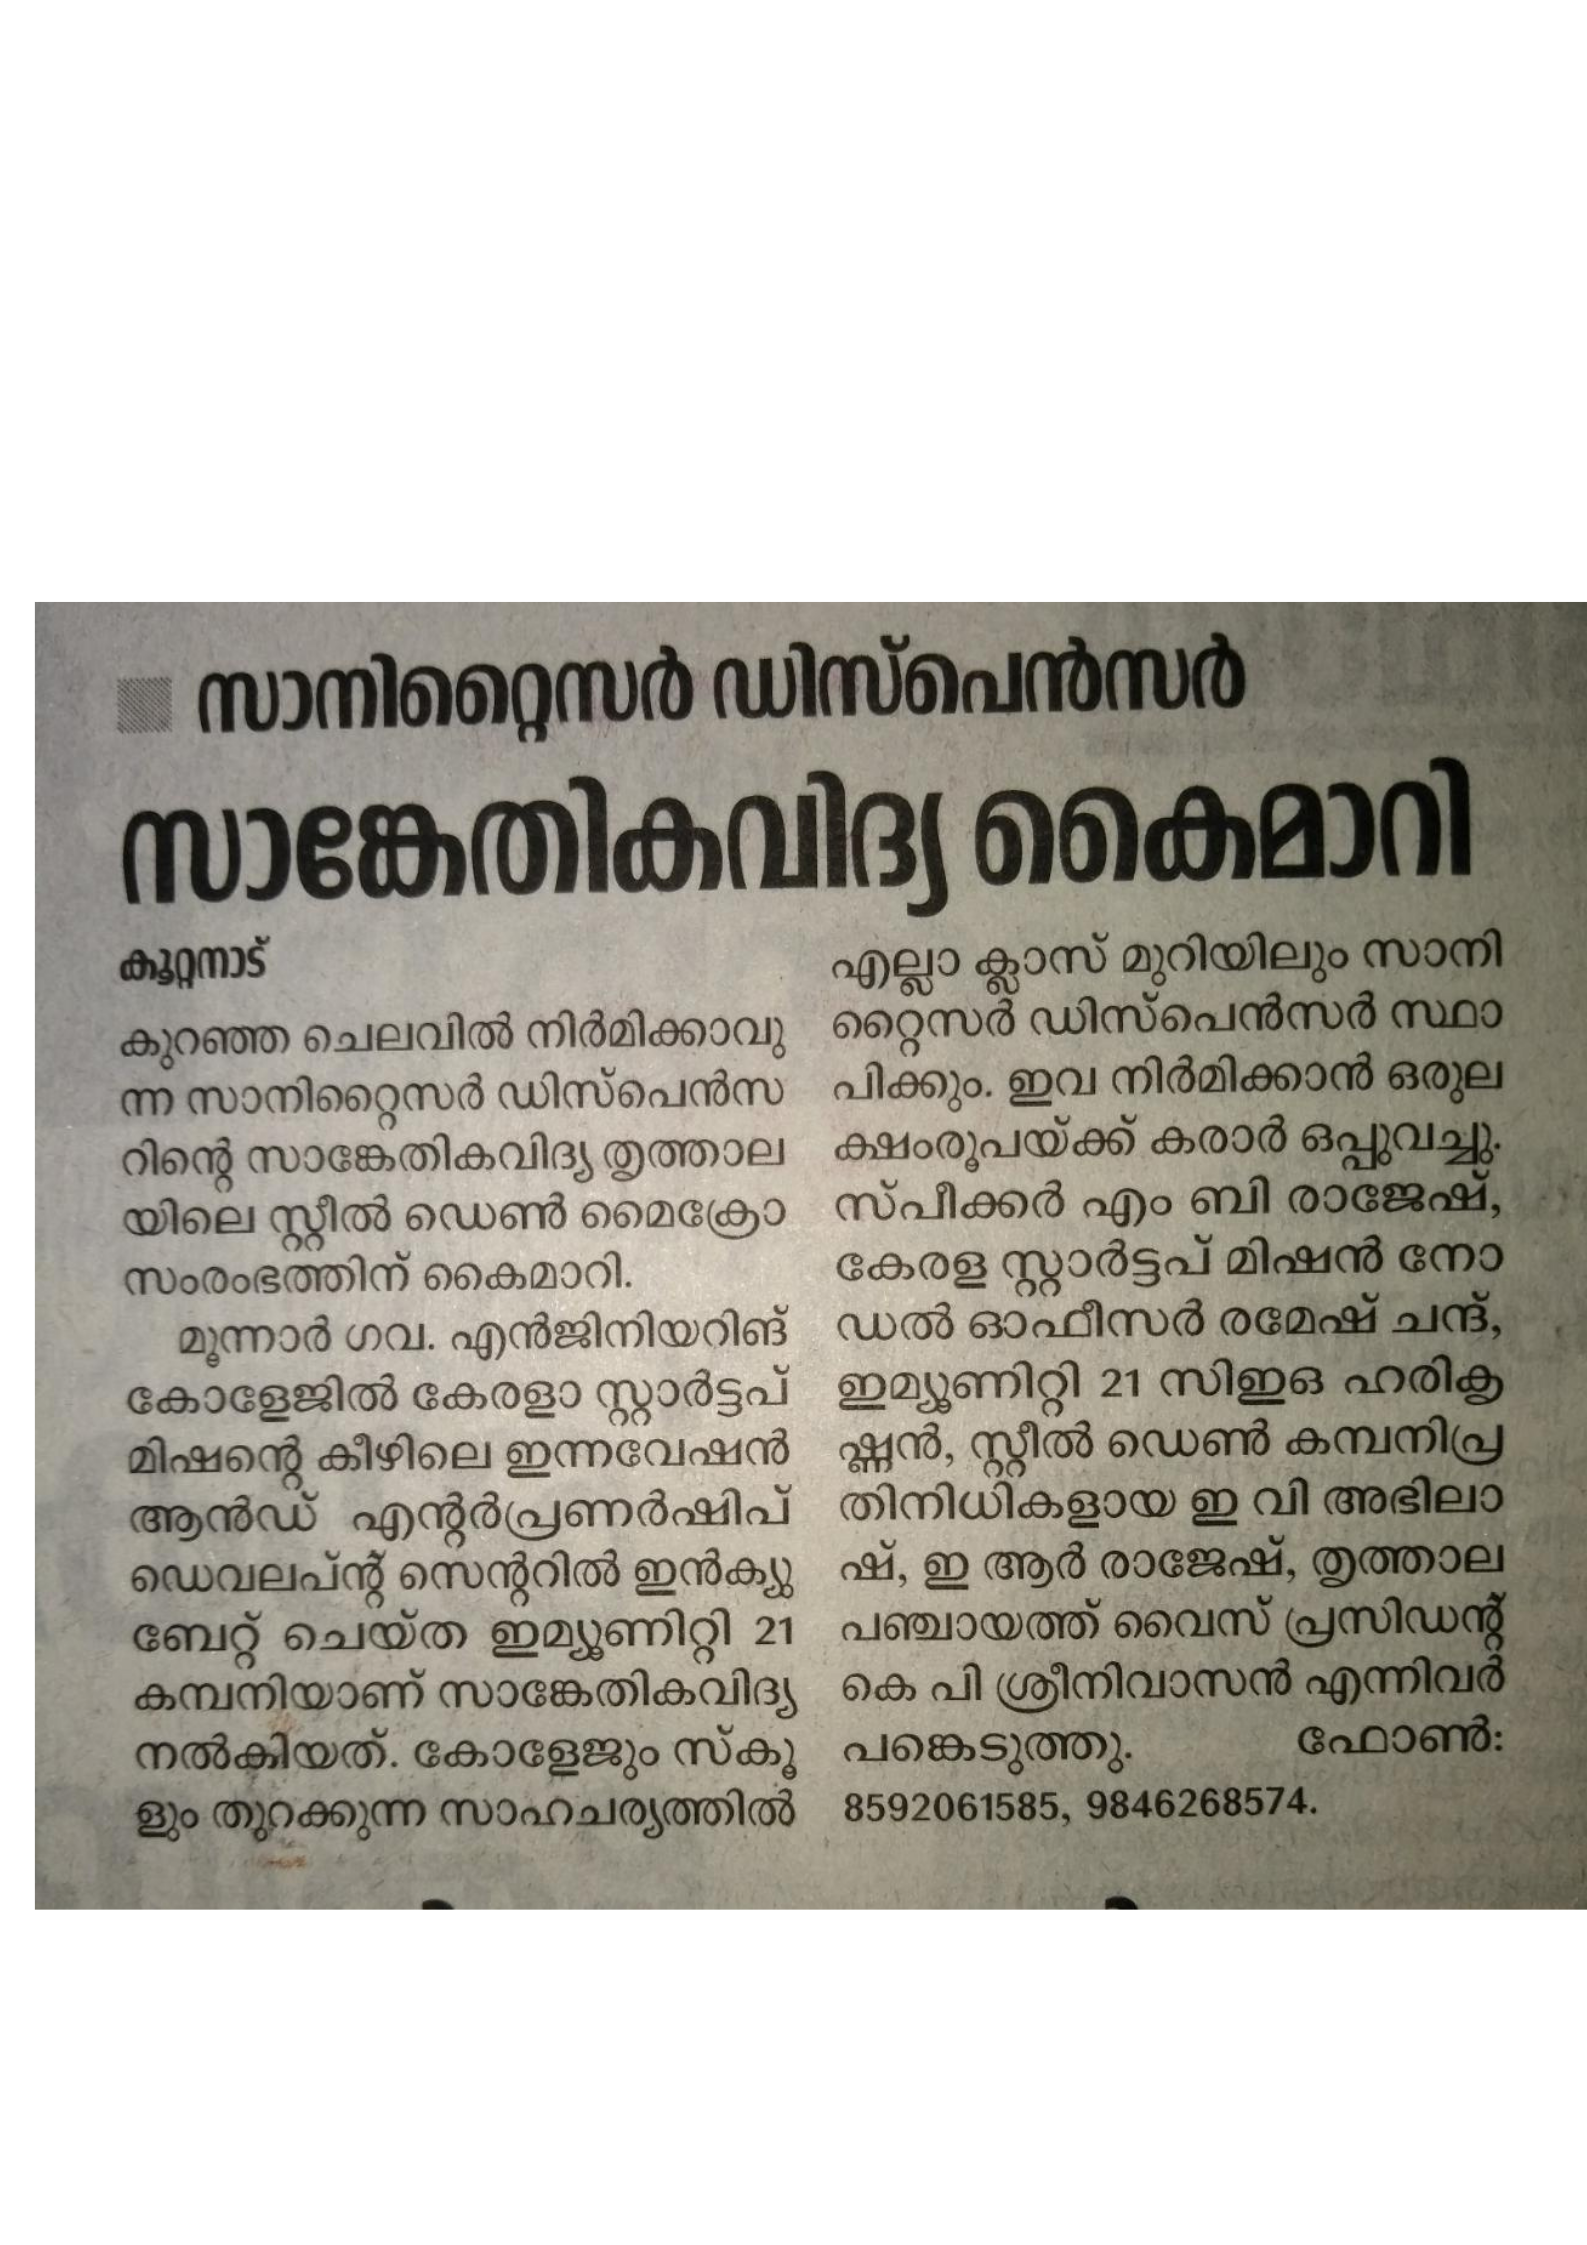 സാനിറ്റൈസർ ഡിസ്പെൻസർ
സാങ്കേതികവിദ്യ കൈമാറി
കൂറ്റനാട്
കുറഞ്ഞ ചെലവിൽ നിർമിക്കാവു
ന്ന സാനിറ്റൈസർ ഡിസ്പെൻസ
റിന്റെ സാങ്കേതികവിദ്യ തൃത്താല
യിലെ സ്റ്റീൽ ഡെൺ മൈക്രോ
സംരംഭത്തിന് കൈമാറി.
മൂന്നാർ ഗവ. എൻജിനിയറിങ്
കോളേജിൽ കേരളാ സ്റ്റാർട്ടപ്
മിഷന്റെ കീഴിലെ ഇന്നവേഷൻ
ആൻഡ് എന്റർപ്രണർഷിപ്
ഡെവലപ്ന്റ് സെന്ററിൽ ഇൻക്യു
ബേറ്റ് ചെയ്ത ഇമ്യൂണിറ്റി 21
കമ്പനിയാണ് സാങ്കേതികവിദ്യ
നൽകിയത്. കോളേജും സ്കൂ
ളും തുറക്കുന്ന സാഹചര്യത്തിൽ
എല്ലാ ക്ലാസ് മുറിയിലും സാനി
റ്റൈസർ ഡിസ്പെൻസർ സ്ഥാ
പിക്കും. ഇവ നിർമിക്കാൻ ഒരുല
ക്ഷംരൂപയ്ക്ക് കരാർ ഒപ്പുവച്ചു.
സ്പീക്കർ എം ബി രാജേഷ്,
കേരള സ്റ്റാർട്ടപ് മിഷൻ നോ
ഡൽ ഓഫീസർ രമേഷ് ചന്ദ്,
ഇമ്യൂണിറ്റി 21 സിഇഒ ഹരികൃ
ഷ്ണൻ, സ്റ്റീൽ ഡെൺ കമ്പനിപ്ര
തിനിധികളായ ഇ വി അഭിലാ
ഷ്, ഇ ആർ രാജേഷ്, തൃത്താല
പഞ്ചായത്ത് വൈസ് പ്രസിഡന്റ്
കെ പി ശ്രീനിവാസൻ എന്നിവർ
പങ്കെടുത്തു. ഫോൺ:
8592061585, 9846268574.